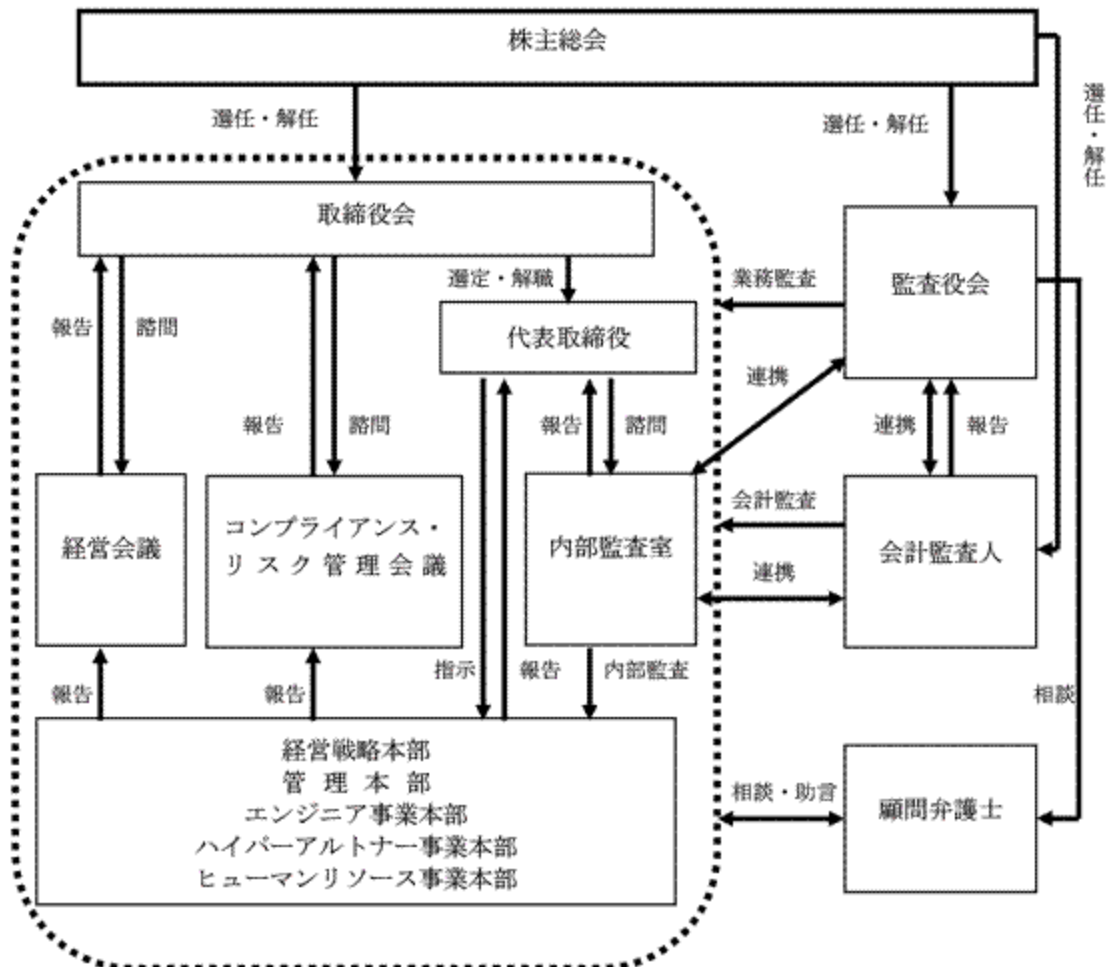 株主総会
選任・解任
選任・解任
選任・解任
取締役会
選定・解職
代表取締役
業務監査
監査役会
報告
諮問
報告
諮問
報告
諮問
連携
連携
報告
経営会議
コンプライアンス・
リスク管理会議
内部監査室
会計監査
連携
会計監査人
報告
報告
指示
報告
内部監査
相談
経営戦略本部
管理本部
エンジニア事業本部
ハイパーアルトナー事業本部
ヒューマンリソース事業本部
相談・助言
顧問弁護士